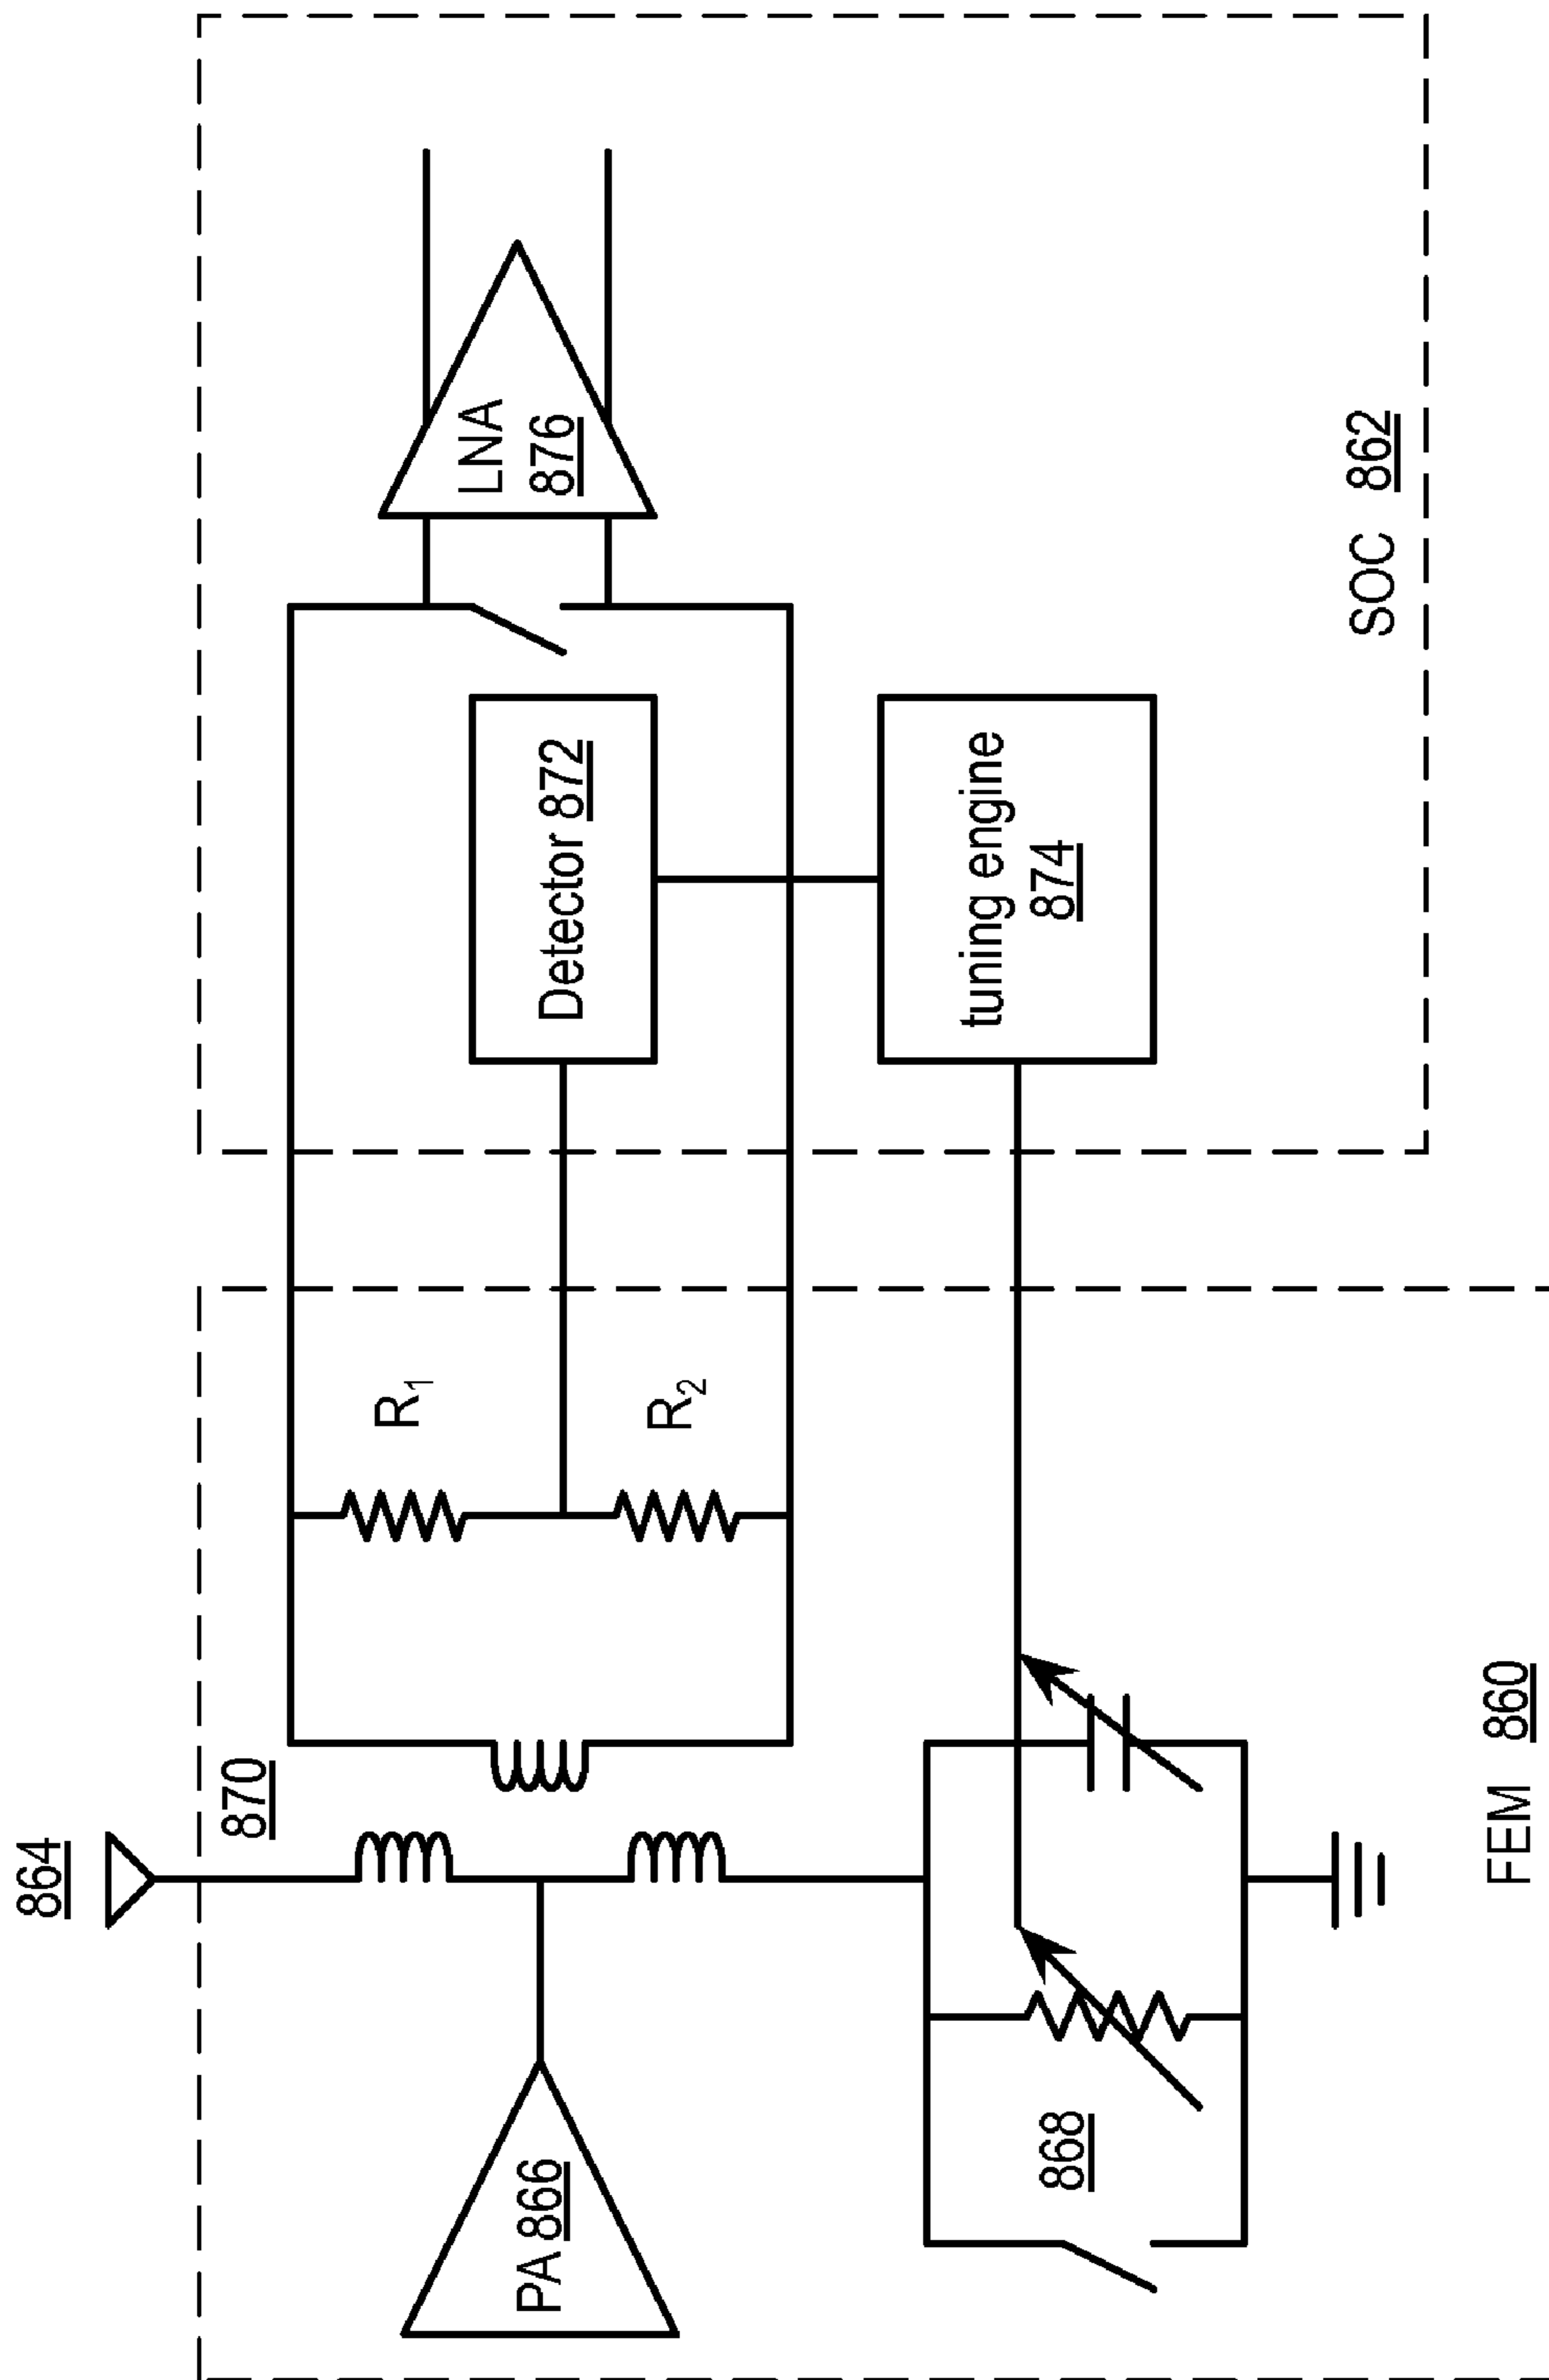 864
870
PA 866
868
FEM 860
R1
R2
Detector 872
tuning engine
874
LNA
876
SOC 862